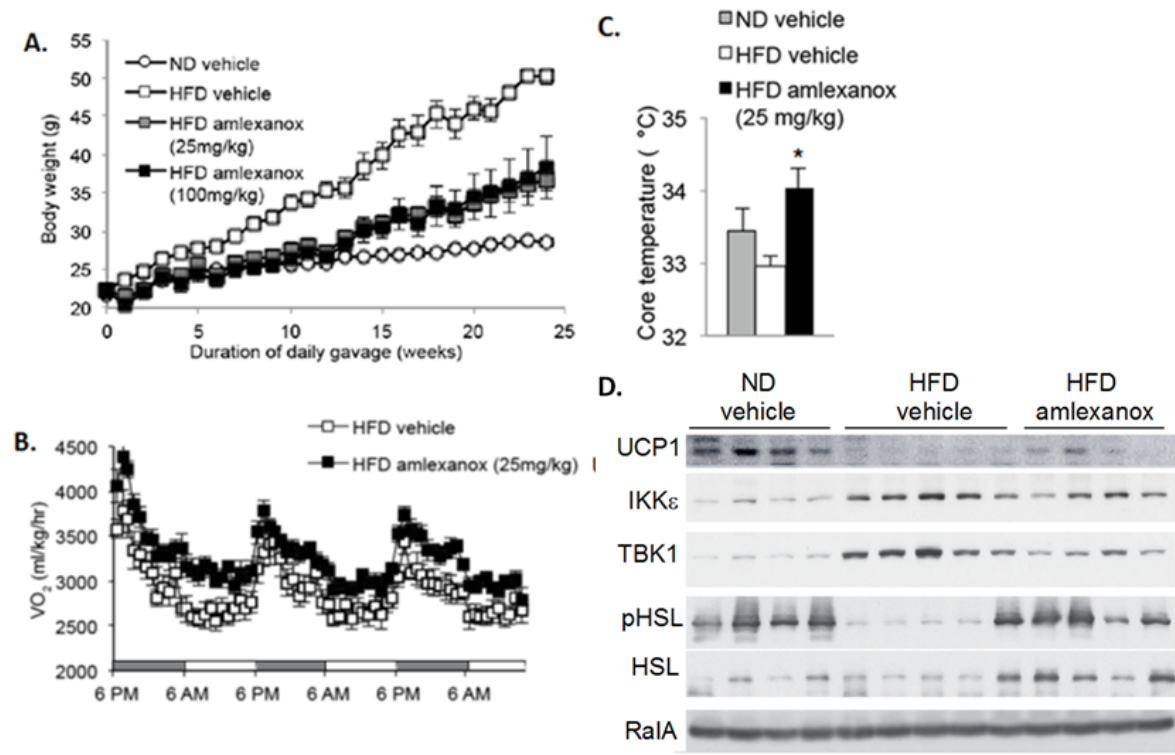 A.
55
50
45
40
35
30
25
20
Body weight (g)
ND vehicle
HFD vehicle
HFD amlexanox
(25mg/kg)
HFD amlexanox
(100mg/kg)
0 5 10 15 20 25
Duration of daily gavage (weeks)
C.
ND vehicle
HFD vehicle
HFD amlexanox
(25 mg/kg)
35
34
33
32
Core temperature ( °C)
*
B.
HFD vehicle
HFD amlexanox (25mg/kg)
4500
4000
3500
3000
2500
2000
VO2 (ml/kg/hr)
6 PM 6 AM 6 PM 6 AM 6 PM 6 AM
D.
ND
vehicle
HFD
vehicle
HFD
amlexanox
UCP1
IKKε
TBK1
pHSL
HSL
RalA